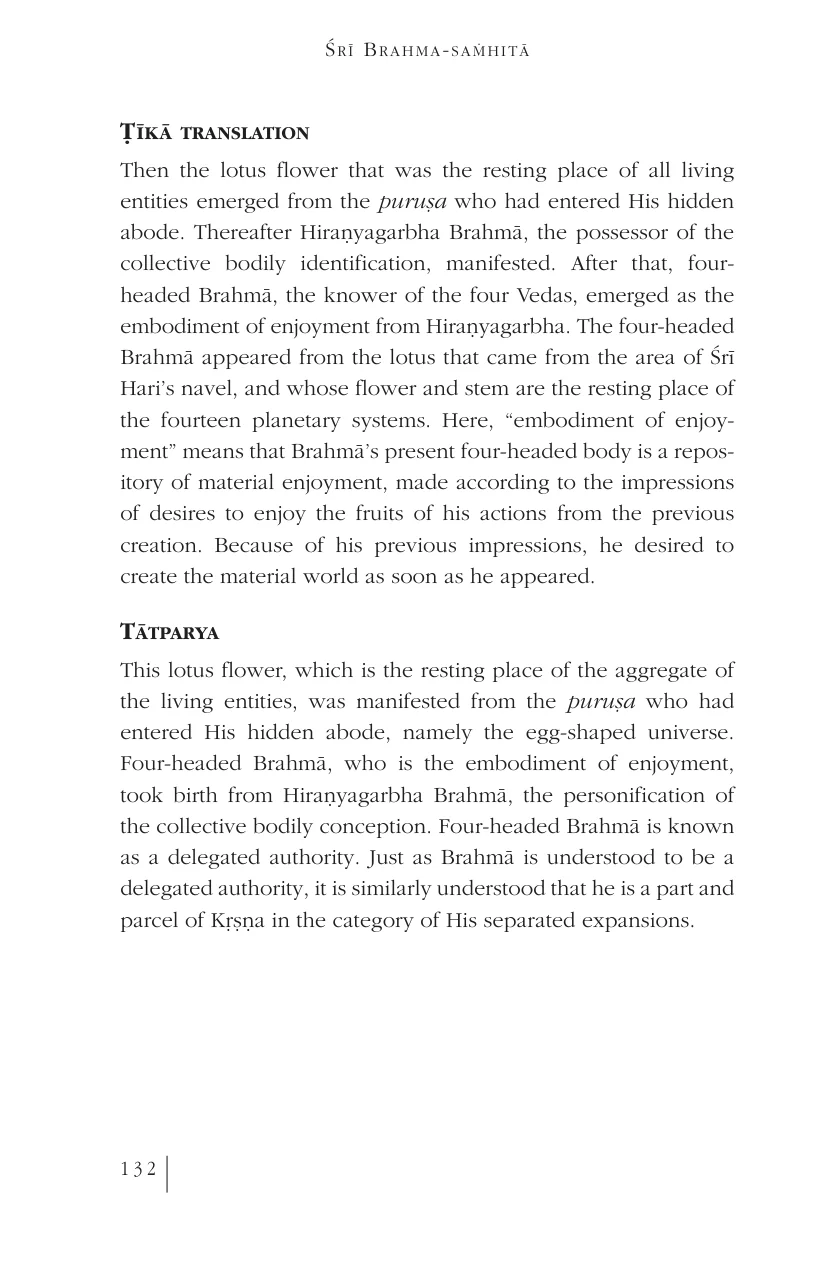 Śrī Brahma-saṁhitā
Ṭīkā translation
Then the lotus flower that was the resting place of all living
entities emerged from the puruṣa who had entered His hidden
abode. Thereafter Hiraṇyagarbha Brahmā, the possessor of the
collective bodily identification, manifested. After that, four-
headed Brahmā, the knower of the four Vedas, emerged as the
embodiment of enjoyment from Hiraṇyagarbha. The four-headed
Brahmā appeared from the lotus that came from the area of Śrī
Hari’s navel, and whose flower and stem are the resting place of
the fourteen planetary systems. Here, “embodiment of enjoy-
ment” means that Brahmā’s present four-headed body is a repos-
itory of material enjoyment, made according to the impressions
of desires to enjoy the fruits of his actions from the previous
creation. Because of his previous impressions, he desired to
create the material world as soon as he appeared.
Tātparya
This lotus flower, which is the resting place of the aggregate of
the living entities, was manifested from the puruṣa who had
entered His hidden abode, namely the egg-shaped universe.
Four-headed Brahmā, who is the embodiment of enjoyment,
took birth from Hiraṇyagarbha Brahmā, the personification of
the collective bodily conception. Four-headed Brahmā is known
as a delegated authority. Just as Brahmā is understood to be a
delegated authority, it is similarly understood that he is a part and
parcel of Kṛṣṇa in the category of His separated expansions.
132